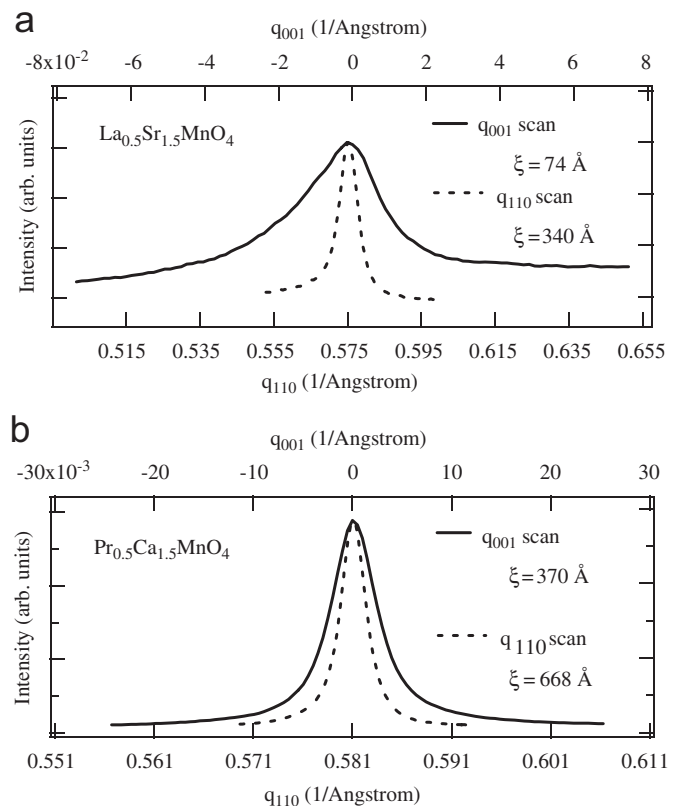 a
q₀₀₁ (1/Angstrom)
-8x10⁻² -6 -4 -2 0 2 4 6 8
La₀.₅Sr₁.₅MnO₄
q₀₀₁ scan
ξ = 74 Å
q₁₁₀ scan
ξ = 340 Å
Intensity (arb. units)
0.515 0.535 0.555 0.575 0.595 0.615 0.635 0.655
q₁₁₀ (1/Angstrom)
b
q₀₀₁ (1/Angstrom)
-30x10⁻³ -20 -10 0 10 20 30
Pr₀.₅Ca₁.₅MnO₄
q₀₀₁ scan
ξ = 370 Å
q ₁₁₀ scan
ξ = 668 Å
Intensity (arb. units)
0.551 0.561 0.571 0.581 0.591 0.601 0.611
q₁₁₀ (1/Angstrom)